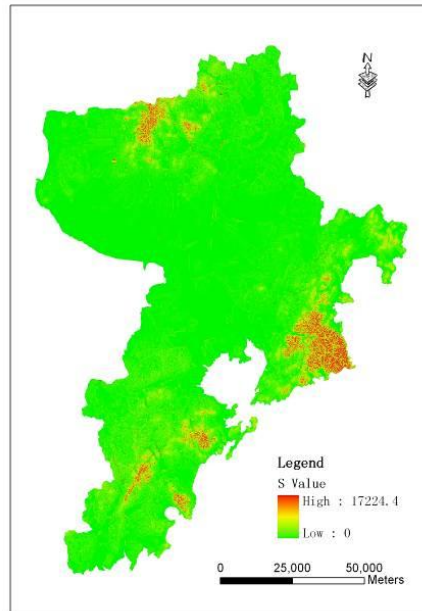 N
Legend
S Value
High : 17224.4
Low : 0
0 25,000 50,000
Meters